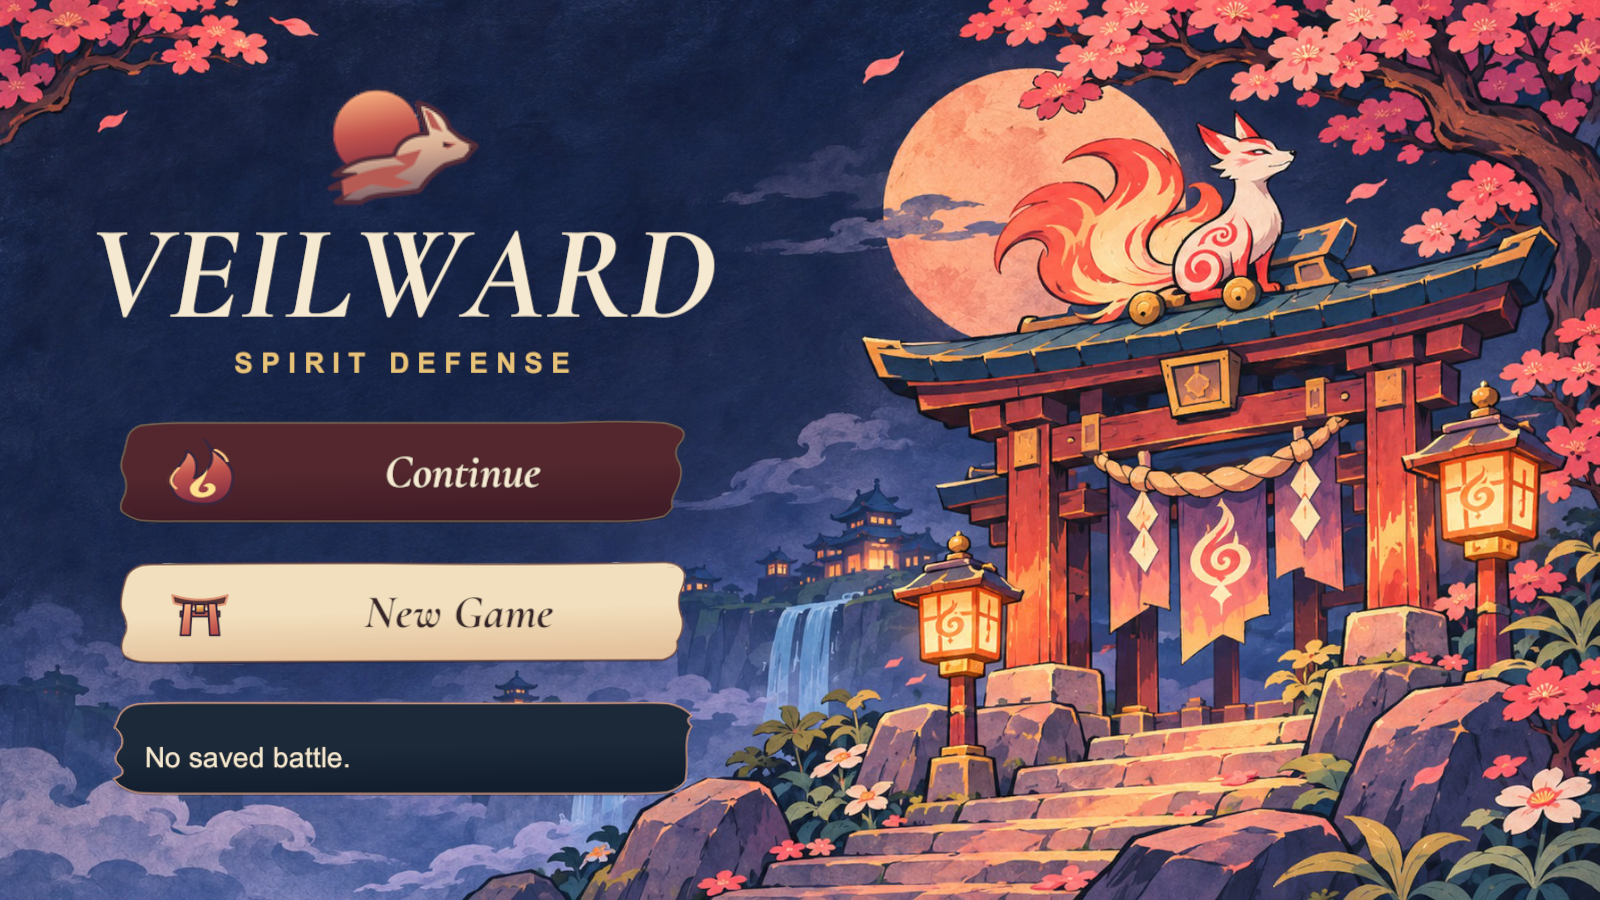 VEILWARD
SPIRIT DEFENSE
Continue
New Game
No saved battle.